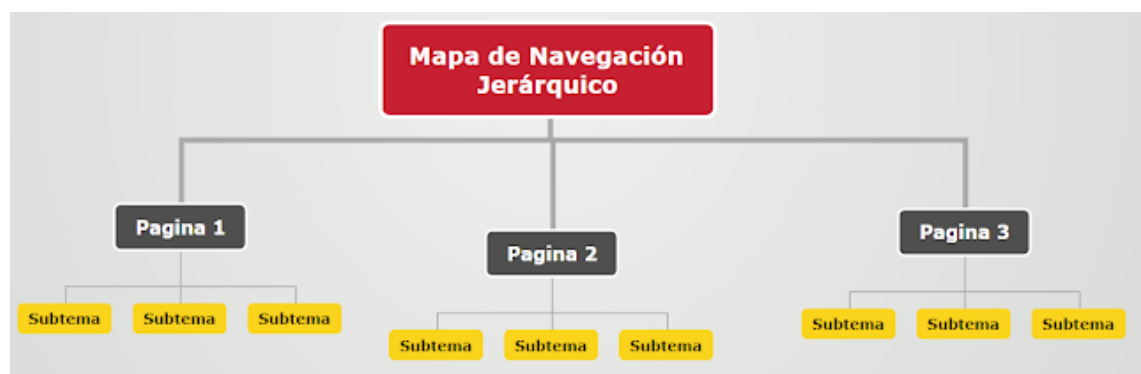 Mapa de Navegación
Jerárquico
Pagina 1
Pagina 2
Pagina 3
Subtema
Subtema
Subtema
Subtema
Subtema
Subtema
Subtema
Subtema
Subtema